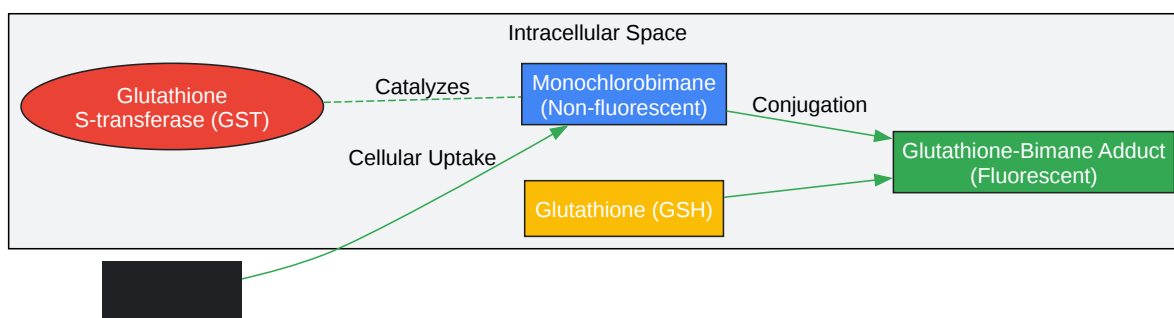 Intracellular Space
Glutathione
S-transferase (GST)
Catalyzes
Monochlorobimane
(Non-fluorescent)
Conjugation
Cellular Uptake
Glutathione-Bimane Adduct
(Fluorescent)
Glutathione (GSH)